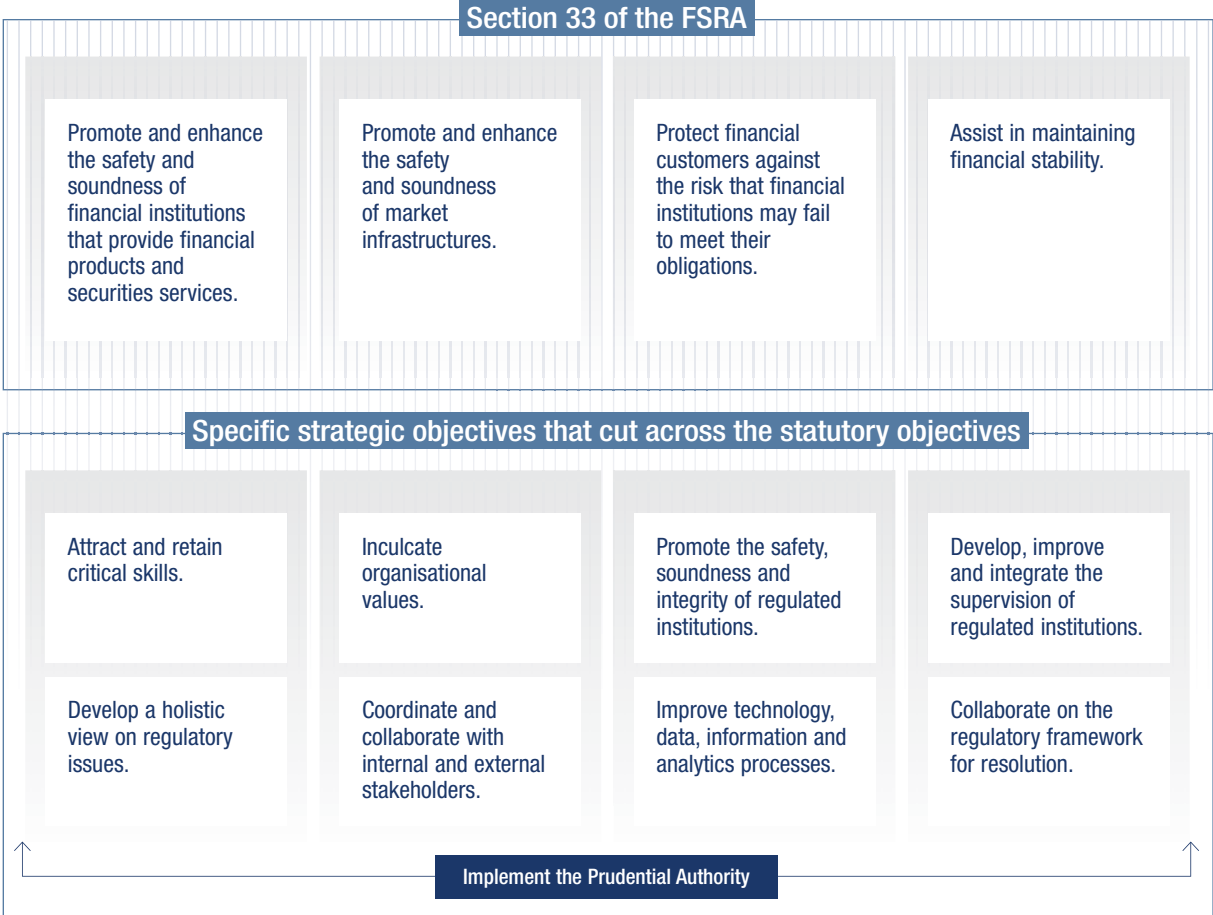 Section 33 of the FSRA
Promote and enhance
the safety and
soundness of
financial institutions
that provide financial
products and
securities services.
Promote and enhance
the safety
and soundness
of market
infrastructures.
Protect financial
customers against
the risk that financial
institutions may fail
to meet their
obligations.
Assist in maintaining
financial stability.
Specific strategic objectives that cut across the statutory objectives
Attract and retain
critical skills.
Inculcate
organisational
values.
Promote the safety,
soundness and
integrity of regulated
institutions.
Develop, improve
and integrate the
supervision of
regulated institutions.
Develop a holistic
view on regulatory
issues.
Coordinate and
collaborate with
internal and external
stakeholders.
Improve technology,
data, information and
analytics processes.
Collaborate on the
regulatory framework
for resolution.
Implement the Prudential Authority